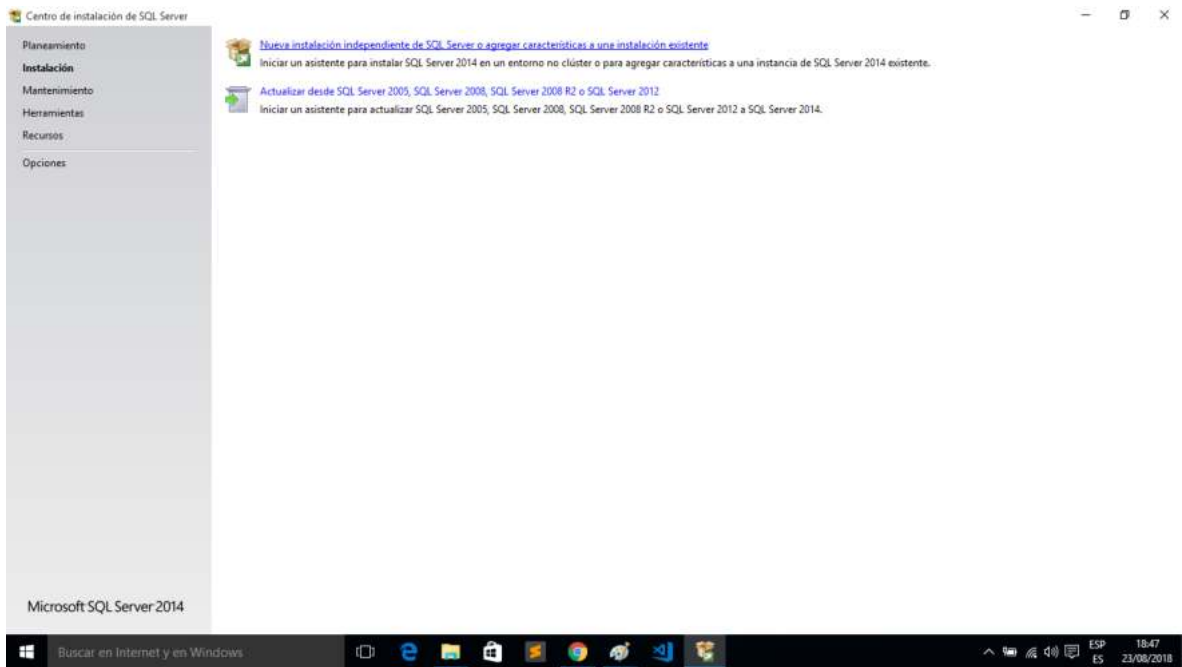 Centro de instalación de SQL Server
Planeamiento
Instalación
Mantenimiento
Herramientas
Recursos
Opciones
Nueva instalación independiente de SQL Server o agregar características a una instalación existente
Iniciar un asistente para instalar SQL Server 2014 en un entorno no clúster o para agregar características a una instancia de SQL Server 2014 existente.
Actualizar desde SQL Server 2005, SQL Server 2008, SQL Server 2008 R2 o SQL Server 2012
Iniciar un asistente para actualizar SQL Server 2005, SQL Server 2008, SQL Server 2008 R2 o SQL Server 2012 a SQL Server 2014.
Microsoft SQL Server 2014
Buscar en Internet y en Windows
ESP
ES
18:47
23/08/2018